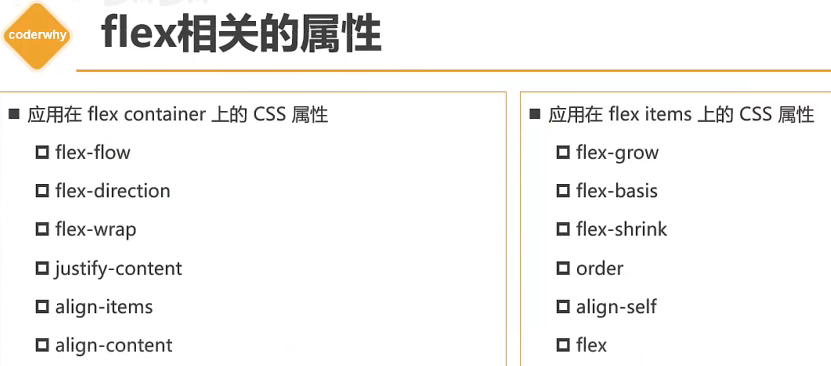 coderwhy
flex相关的属性
应用在 flex container 上的 CSS 属性
flex-flow
flex-direction
flex-wrap
justify-content
align-items
align-content
应用在 flex items 上的 CSS 属性
flex-grow
flex-basis
flex-shrink
order
align-self
flex